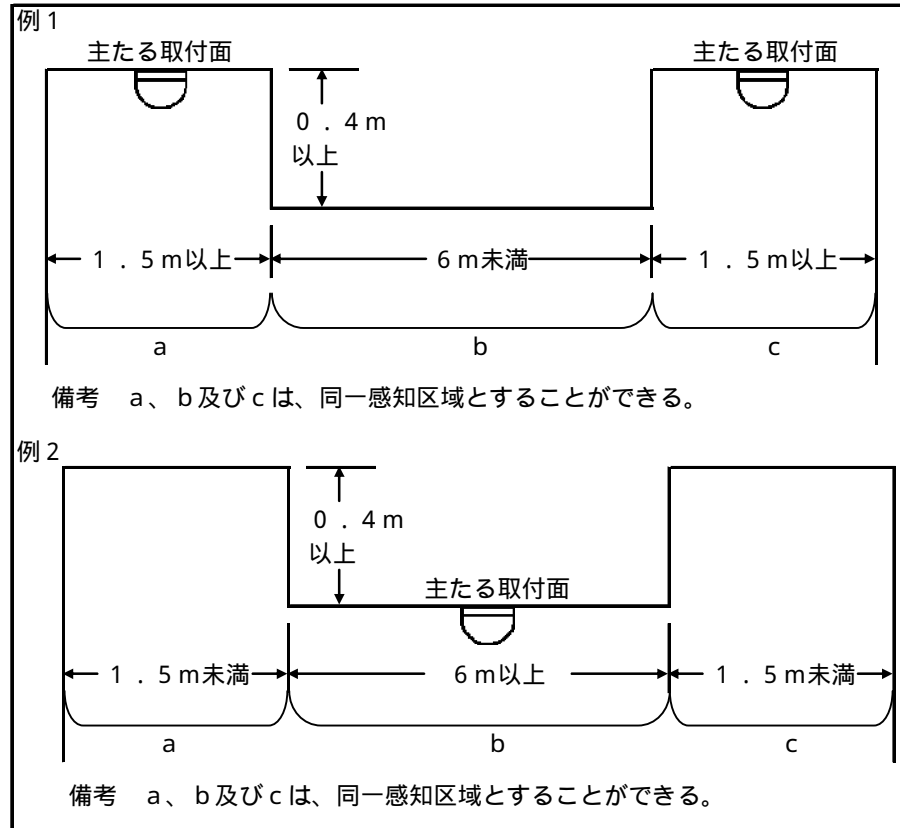 例1
主たる取付面 主たる取付面
0．4m
以上
1．5m以上 6m未満 1．5m以上
a b c
備考　a、b及びcは、同一感知区域とすることができる。
例2
0．4m
以上
主たる取付面
1．5m未満 6m以上 1．5m未満
a b c
備考　a、b及びcは、同一感知区域とすることができる。